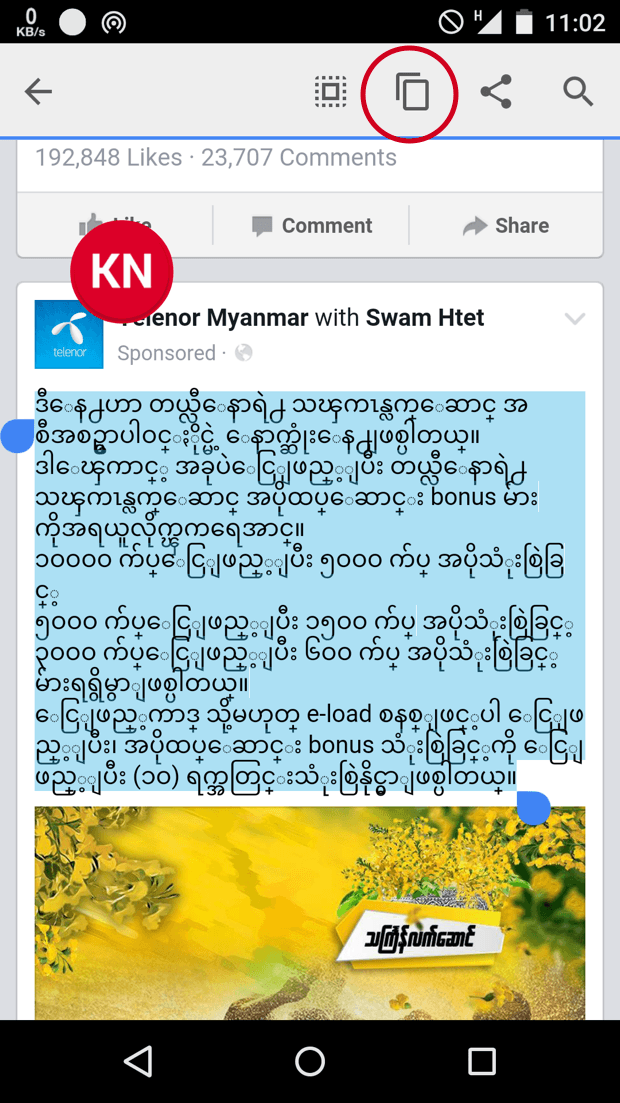 0
KB/s
H
11:02
192,848 Likes · 23,707 Comments
Like
Comment
Share
KN
telenor
Telenor Myanmar with Swam Htet
Sponsored ·
ဒီေန႕ဟာ တယ္လီေနာရဲ႕ သၾကၤန္လက္ေဆာင္ အ
စီအစဥ္မွာပါဝင္ႏိုင္မဲ့ ေနာက္ဆုံးေန႕ျဖစ္ပါတယ္။
ဒါေၾကာင့္ အခုပဲေငြျဖည့္ျပီး တယ္လီေနာရဲ႕
သၾကၤန္လက္ေဆာင္ အပိုထပ္ေဆာင္း bonus မ်ား
ကိုအရယူလိုက္ၾကရေအာင္။
၁၀၀၀၀ က်ပ္ေငြျဖည့္ျပီး ၅၀၀၀ က်ပ္ အပိုသံုးစြဲခြ
င့္
၅၀၀၀ က်ပ္ေငြျဖည့္ျပီး ၁၅၀၀ က်ပ္ အပိုသံုးစြဲခြင့္
၃၀၀၀ က်ပ္ေငြျဖည့္ျပီး ၆၀၀ က်ပ္ အပိုသံုးစြဲခြင့္
မ်ားရရွိမွာျဖစ္ပါတယ္။
ေငြျဖည့္ကာဒ္ သို့မဟုတ္ e-load စနစ္ျဖင့္ပါ ေငြျဖ
ည့္ျပီး၊ အပိုထပ္ေဆာင္း bonus သံုးစြဲခြင့္ကို ေငြျ
ဖည့္ျပီး (၁၀) ရက္အတြင္းသံုးစြဲနိုင္မွာျဖစ္ပါတယ္။
သင်္ကြန်လက်ဆောင်